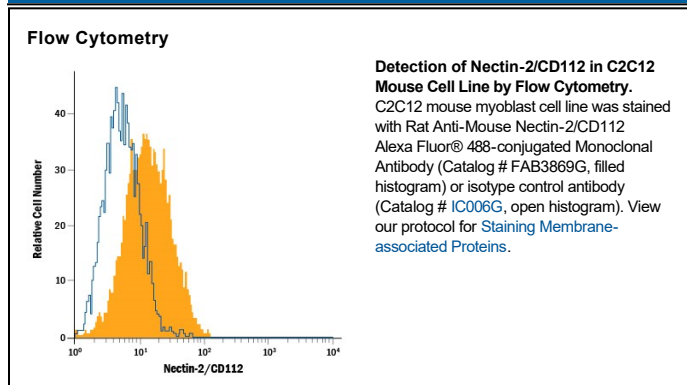 Flow Cytometry
Relative Cell Number
40
30
20
10
0
10⁰ 10¹ 10² 10³ 10⁴
Nectin-2/CD112
Detection of Nectin-2/CD112 in C2C12
Mouse Cell Line by Flow Cytometry.
C2C12 mouse myoblast cell line was stained
with Rat Anti-Mouse Nectin-2/CD112
Alexa Fluor® 488-conjugated Monoclonal
Antibody (Catalog # FAB3869G, filled
histogram) or isotype control antibody
(Catalog # IC006G, open histogram). View
our protocol for Staining Membrane-
associated Proteins.